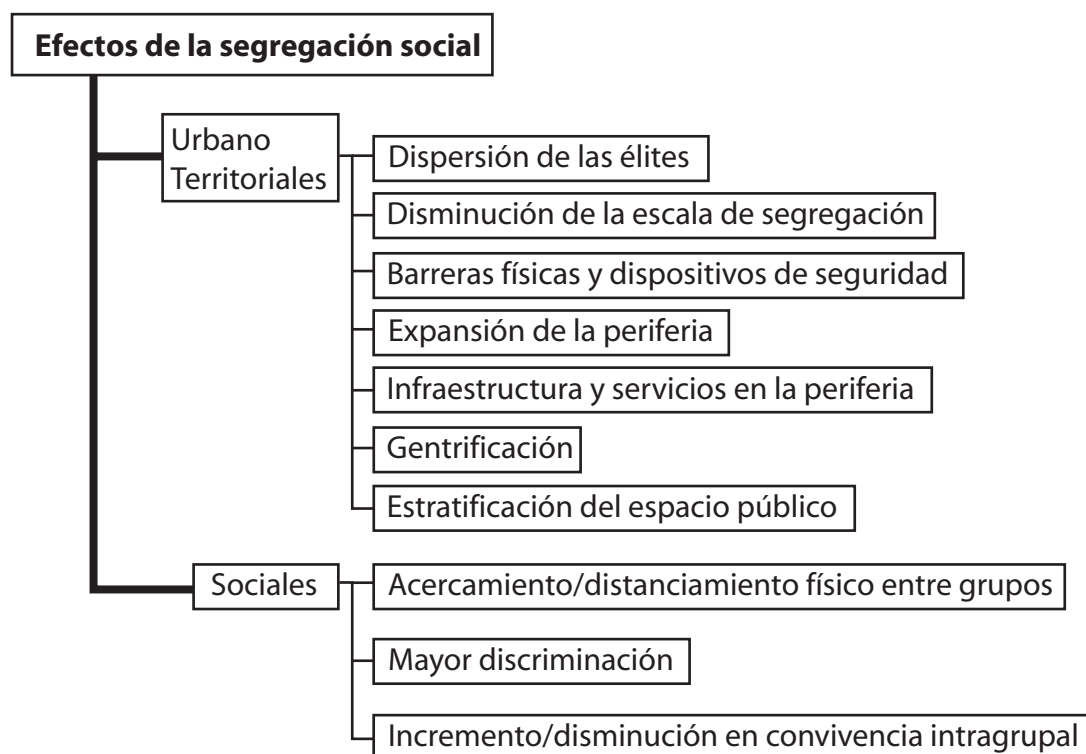 Efectos de la segregación social
Urbano
Territoriales
Dispersión de las élites
Disminución de la escala de segregación
Barreras físicas y dispositivos de seguridad
Expansión de la periferia
Infraestructura y servicios en la periferia
Gentrificación
Estratificación del espacio público
Sociales
Acercamiento/distanciamiento físico entre grupos
Mayor discriminación
Incremento/disminución en convivencia intragrupal